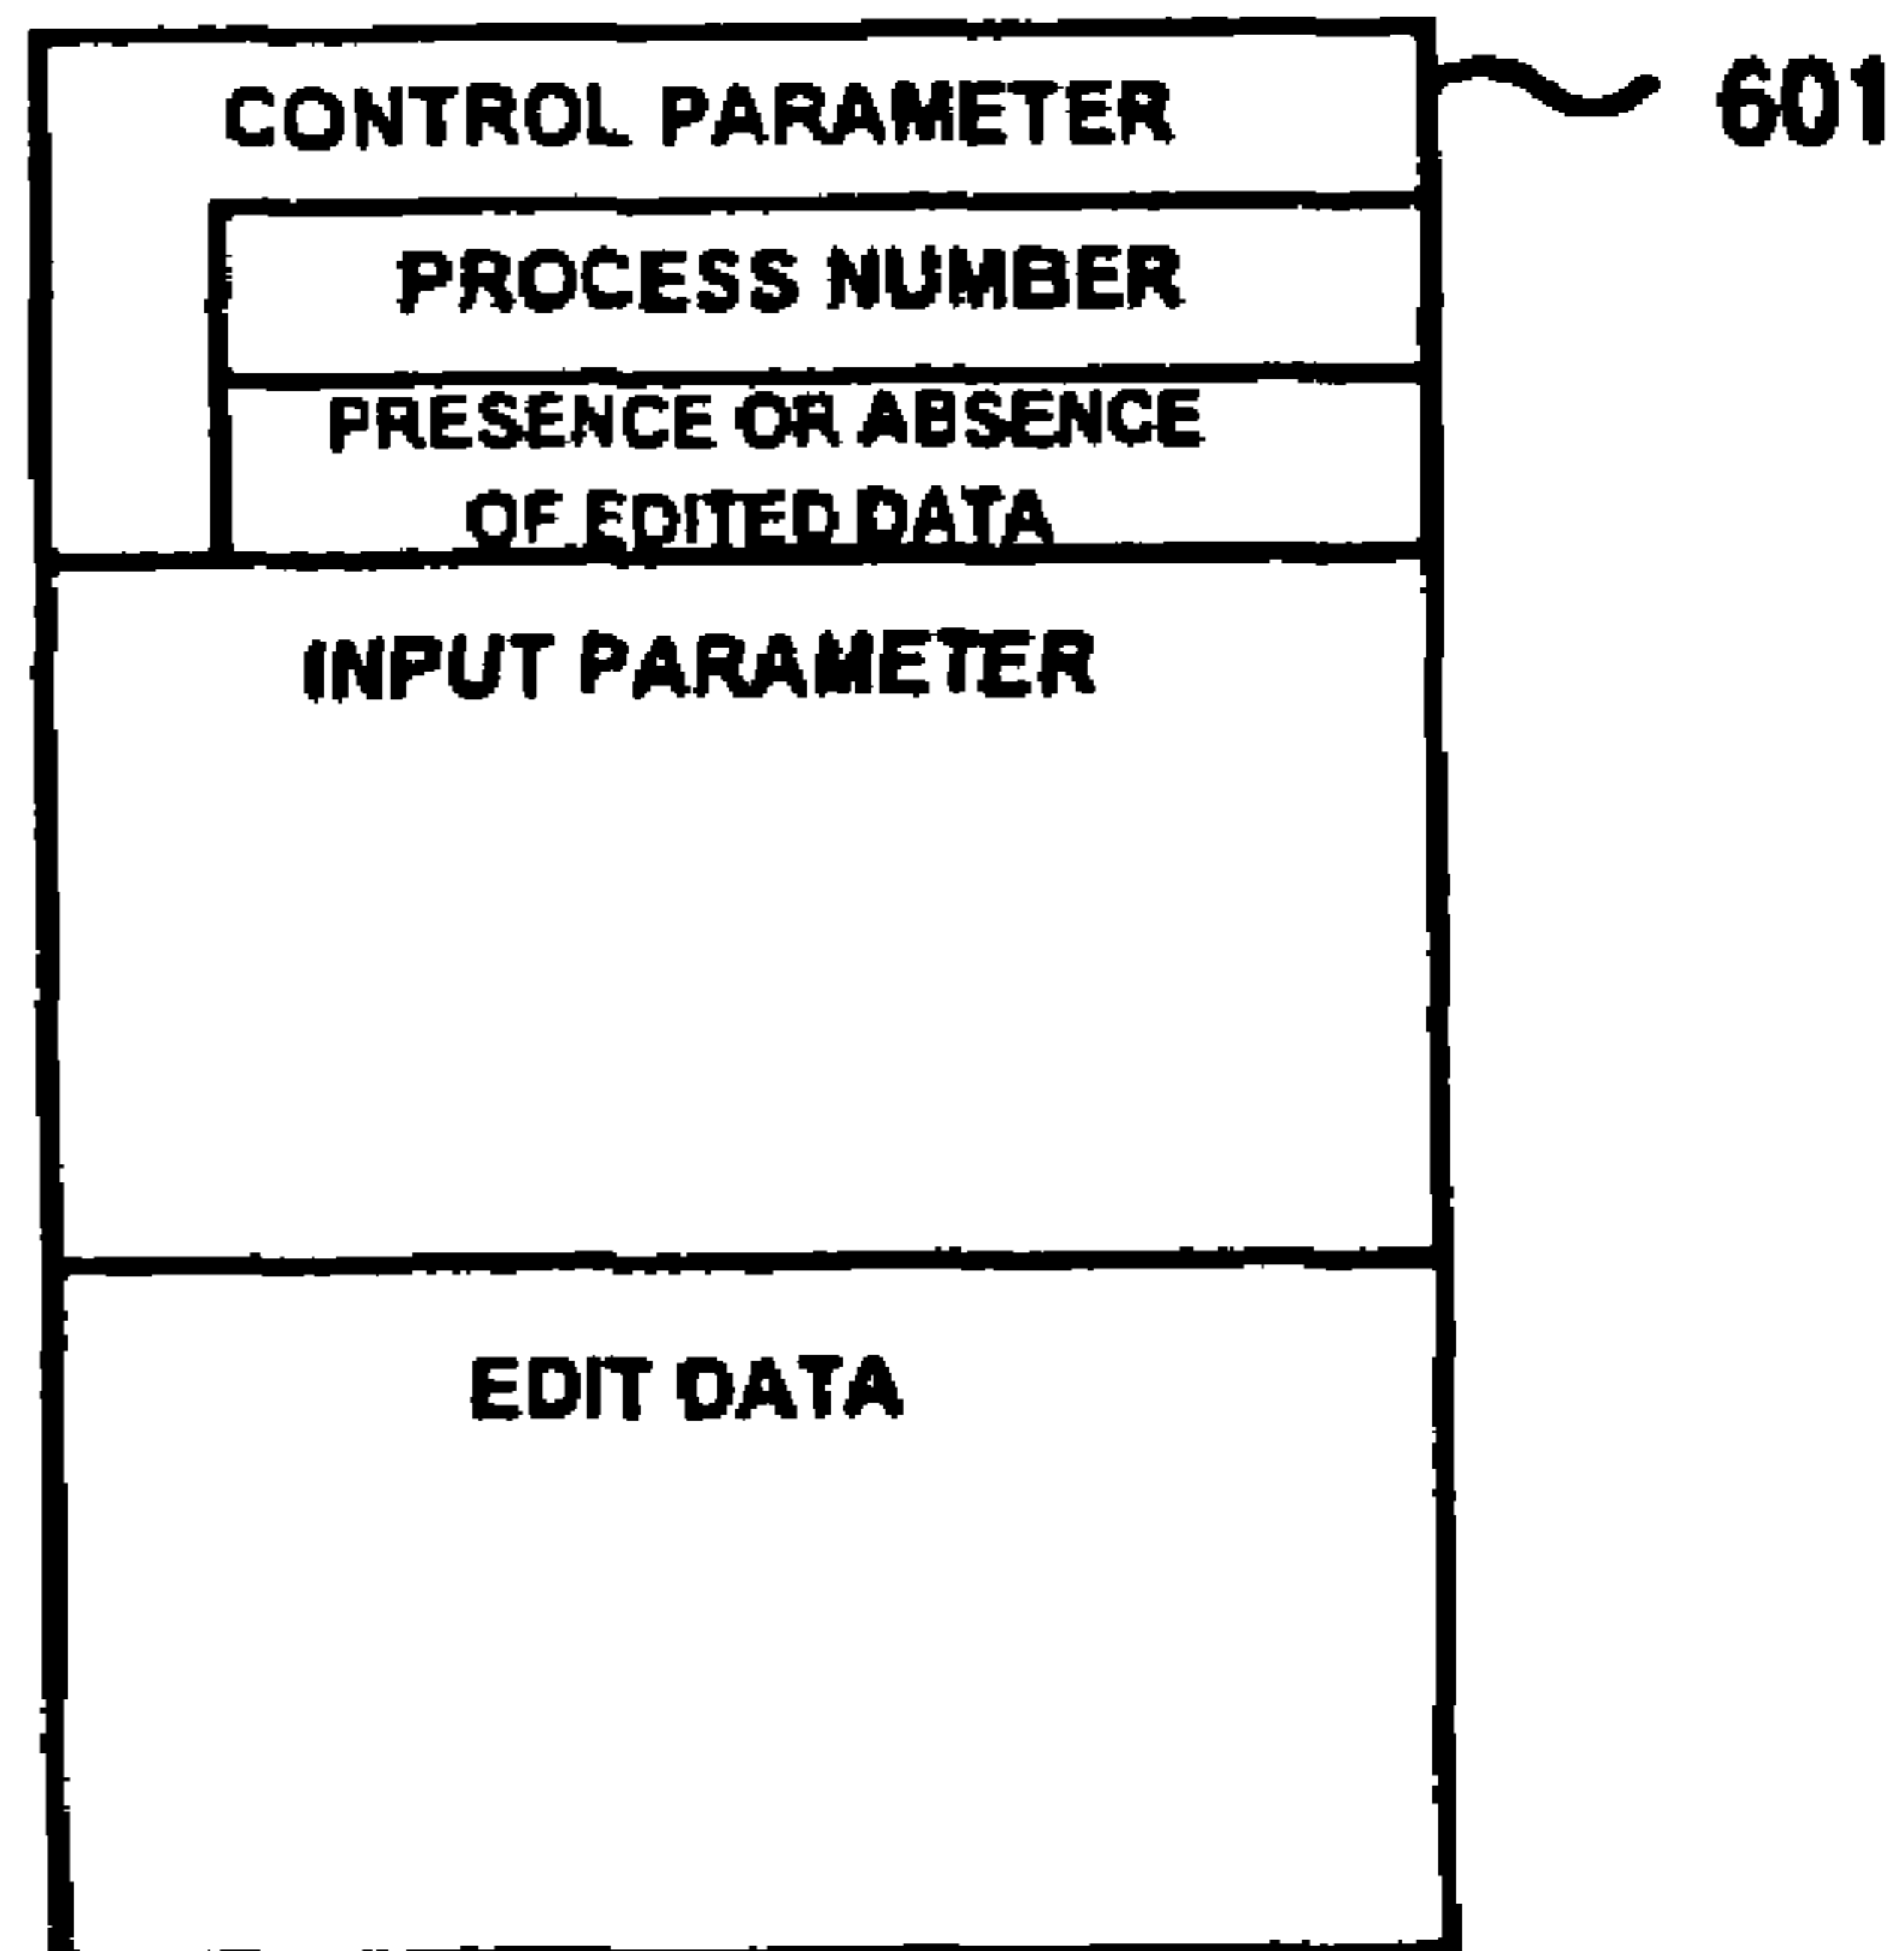 CONTROL PARAMETER
601
PROCESS NUMBER
PRESENCE OR ABSENCE
OF EDITED DATA
INPUT PARAMETER
EDIT DATA